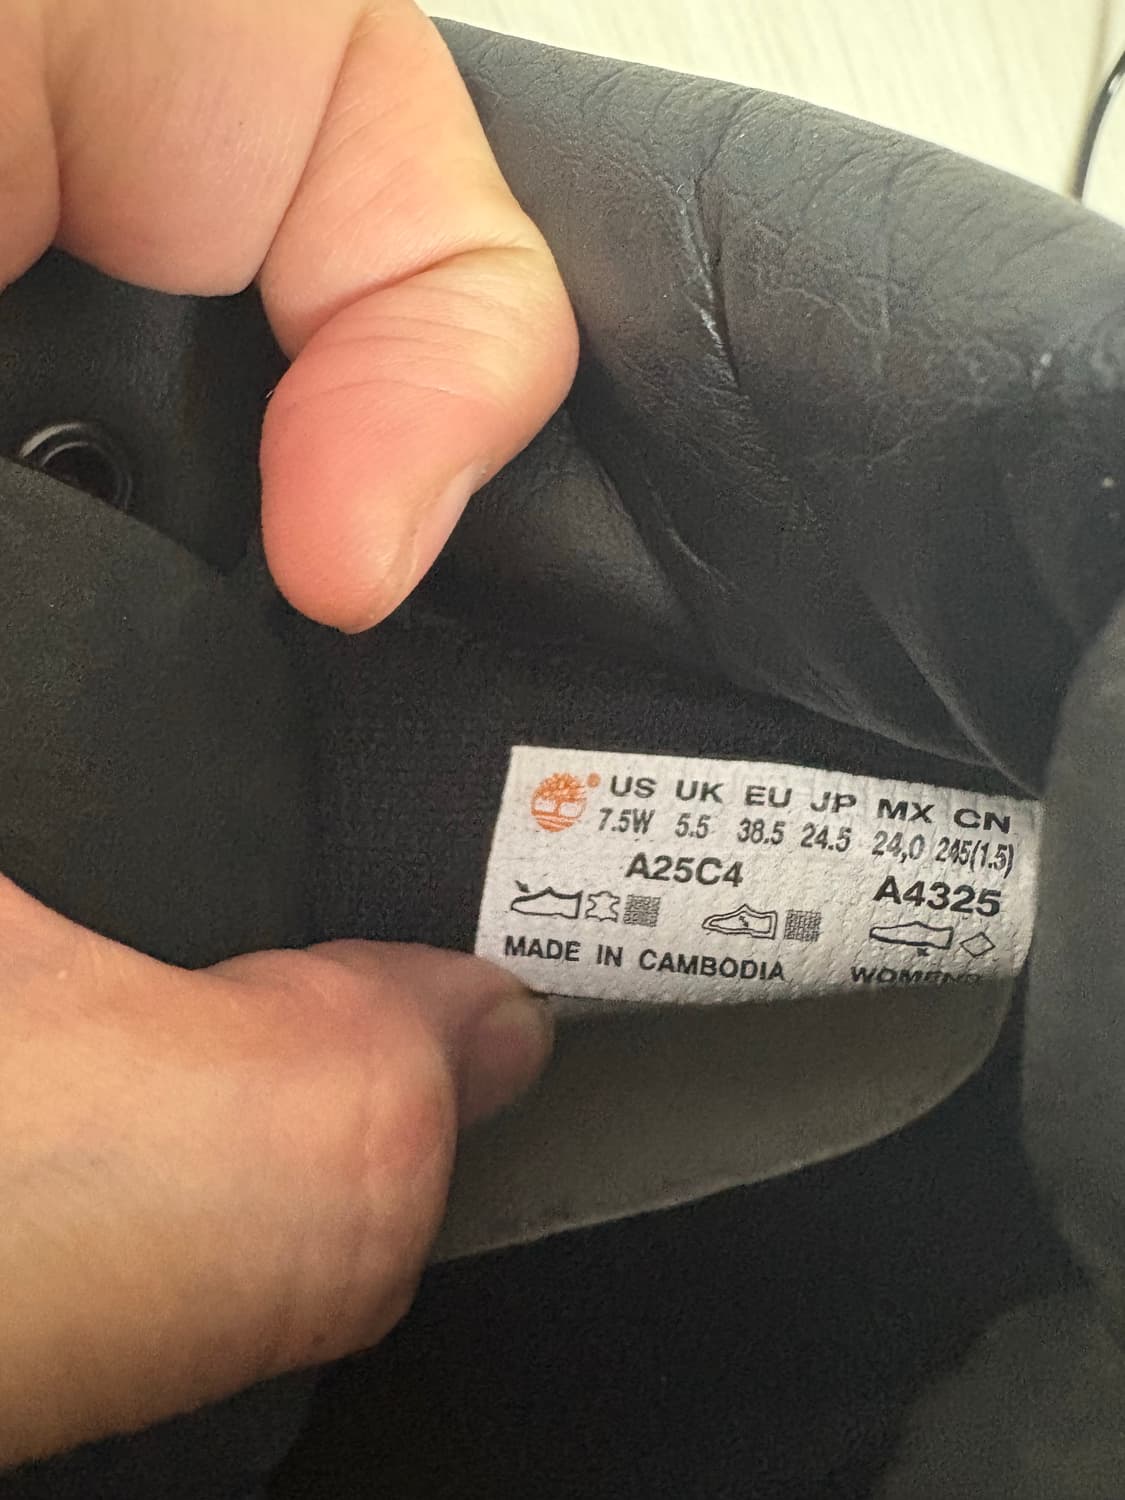 US UK EU JP MX CN
7.5W 5.5 38.5 24.5 24,0 245(1.5)
A25C4 A4325
MADE IN CAMBODIA WOMENS